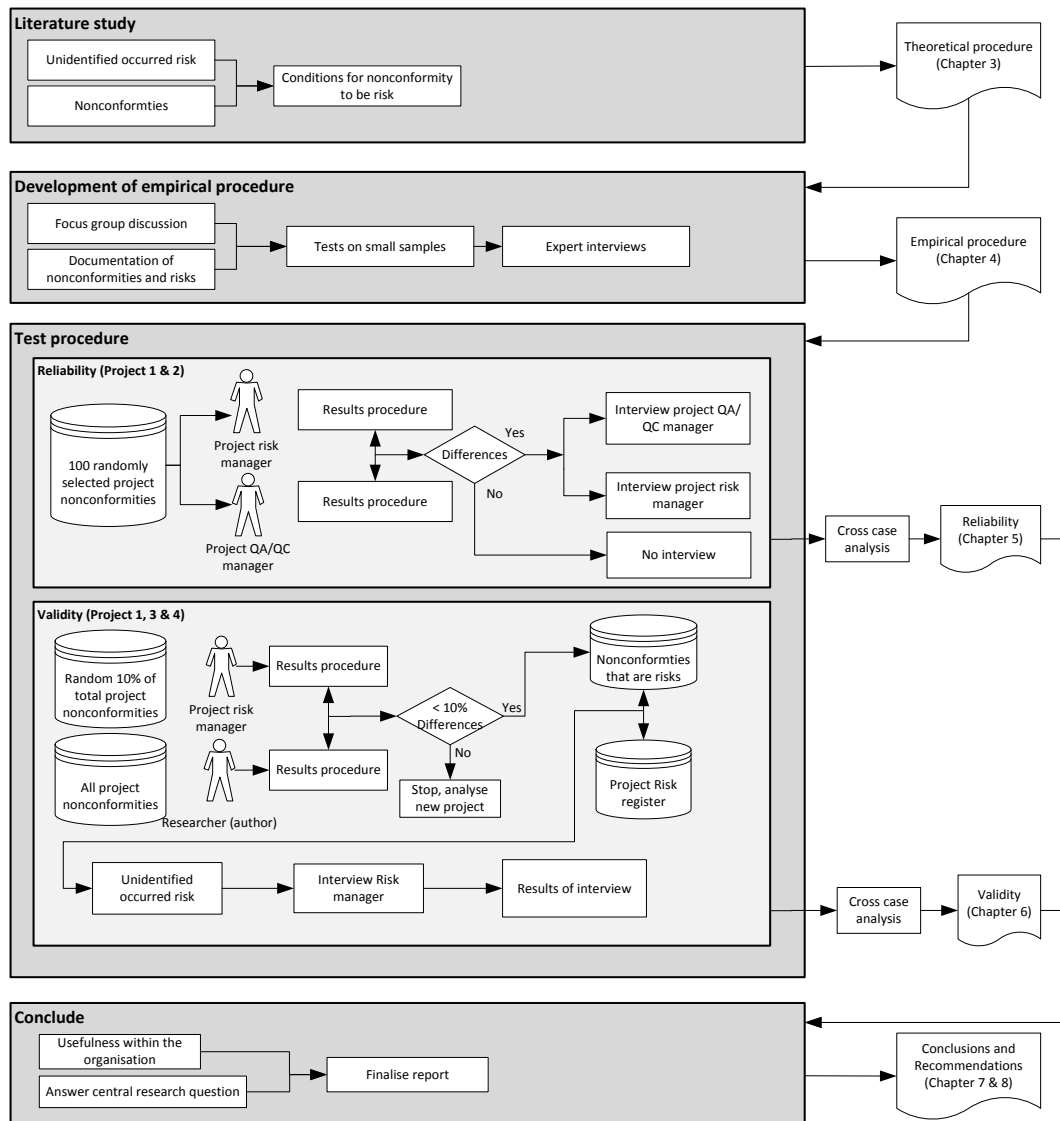 Literature study
Unidentified occurred risk
Nonconformties
Conditions for nonconformity
to be risk
Theoretical procedure
(Chapter 3)
Development of empirical procedure
Focus group discussion
Documentation of
nonconformities and risks
Tests on small samples
Expert interviews
Empirical procedure
(Chapter 4)
Test procedure
Reliability (Project 1 & 2)
100 randomly
selected project
nonconformities
Project risk
manager
Project QA/QC
manager
Results procedure
Results procedure
Differences
Yes
No
Interview project QA/
QC manager
Interview project risk
manager
No interview
Cross case
analysis
Reliability
(Chapter 5)
Validity (Project 1, 3 & 4)
Random 10% of
total project
nonconformities
All project
nonconformities
Project risk
manager
Researcher (author)
Results procedure
Results procedure
< 10%
Differences
Yes
No
Stop, analyse
new project
Nonconformties
that are risks
Project Risk
register
Unidentified
occurred risk
Interview Risk
manager
Results of interview
Cross case
analysis
Validity
(Chapter 6)
Conclude
Usefulness within the
organisation
Answer central research question
Finalise report
Conclusions and
Recommendations
(Chapter 7 & 8)